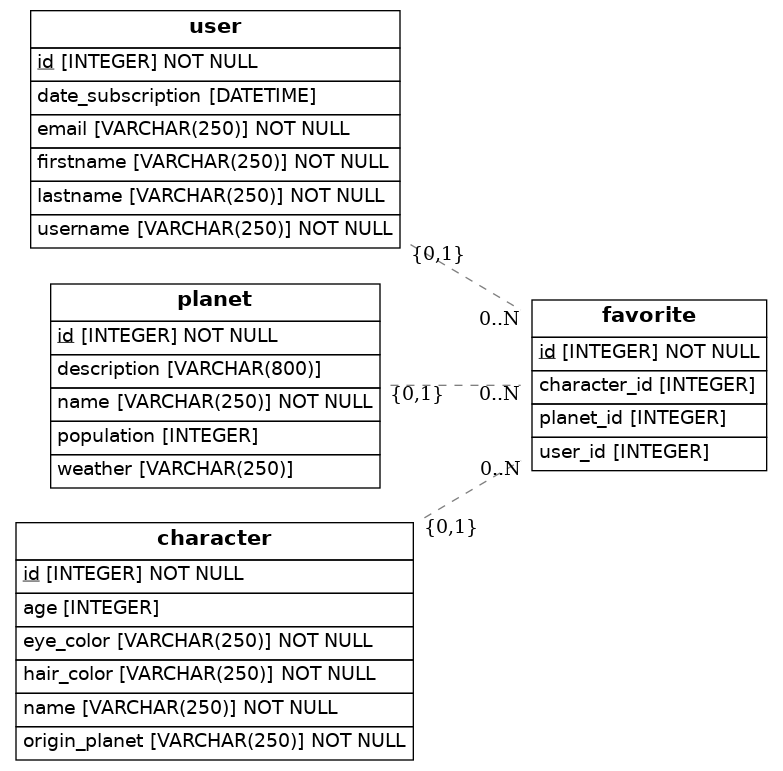 user
id [INTEGER] NOT NULL
date_subscription [DATETIME]
email [VARCHAR(250)] NOT NULL
firstname [VARCHAR(250)] NOT NULL
lastname [VARCHAR(250)] NOT NULL
username [VARCHAR(250)] NOT NULL
{0,1}
0..N
planet
id [INTEGER] NOT NULL
description [VARCHAR(800)]
name [VARCHAR(250)] NOT NULL
population [INTEGER]
weather [VARCHAR(250)]
{0,1}
0..N
favorite
id [INTEGER] NOT NULL
character_id [INTEGER]
planet_id [INTEGER]
user_id [INTEGER]
0..N
{0,1}
character
id [INTEGER] NOT NULL
age [INTEGER]
eye_color [VARCHAR(250)] NOT NULL
hair_color [VARCHAR(250)] NOT NULL
name [VARCHAR(250)] NOT NULL
origin_planet [VARCHAR(250)] NOT NULL